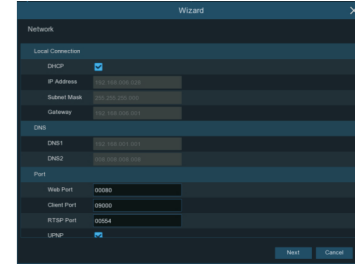 Wizard
Network
Local Connection
DHCP
IP Address
Subnet Mask
Gateway
DNS
DNS1
DNS2
Port
Web Port 00080
Client Port 09000
RTSP Port 00554
UPNP
Next Cancel